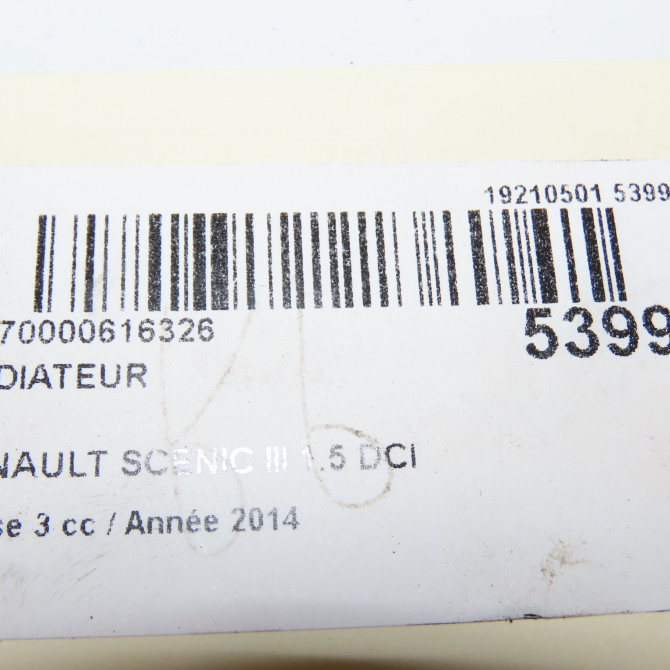 19210501 5399
70000616326
5399
DIATEUR
NAULT SCENIC III 1.5 DCI
se 3 cc / Année 2014